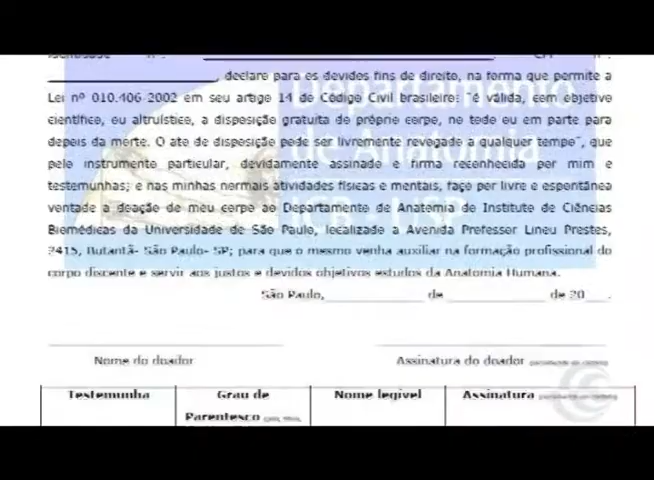 , declaro para os devidos fins de direito, na forma que permite a
Lei nº 010.406-2002 em seu artigo 14 do Código Civil brasileiro: "é válida, com objetivo
científico, ou altruístico, a disposição gratuita do próprio corpo, no todo ou em parte para
depois da morte. O ato de disposição pode ser livremente revogado a qualquer tempo", que
pelo instrumento particular, devidamente assinado e firma reconhecida por mim e
testemunhas; e nas minhas normais atividades físicas e mentais, faço por livre e espontânea
vontade a doação de meu corpo ao Departamento de Anatomia do Instituto de Ciências
Biomédicas da Universidade de São Paulo, localizado a Avenida Professor Lineu Prestes,
2415, Butantã- São Paulo- SP; para que o mesmo venha auxiliar na formação profissional do
corpo discente e servir aos justos e devidos objetivos estudos da Anatomia Humana.
São Paulo, de de 20 .
Nome do doador Assinatura do doador
Testemunha Grau de Nome legível Assinatura
Parentesco
Departamento
de Anatomia